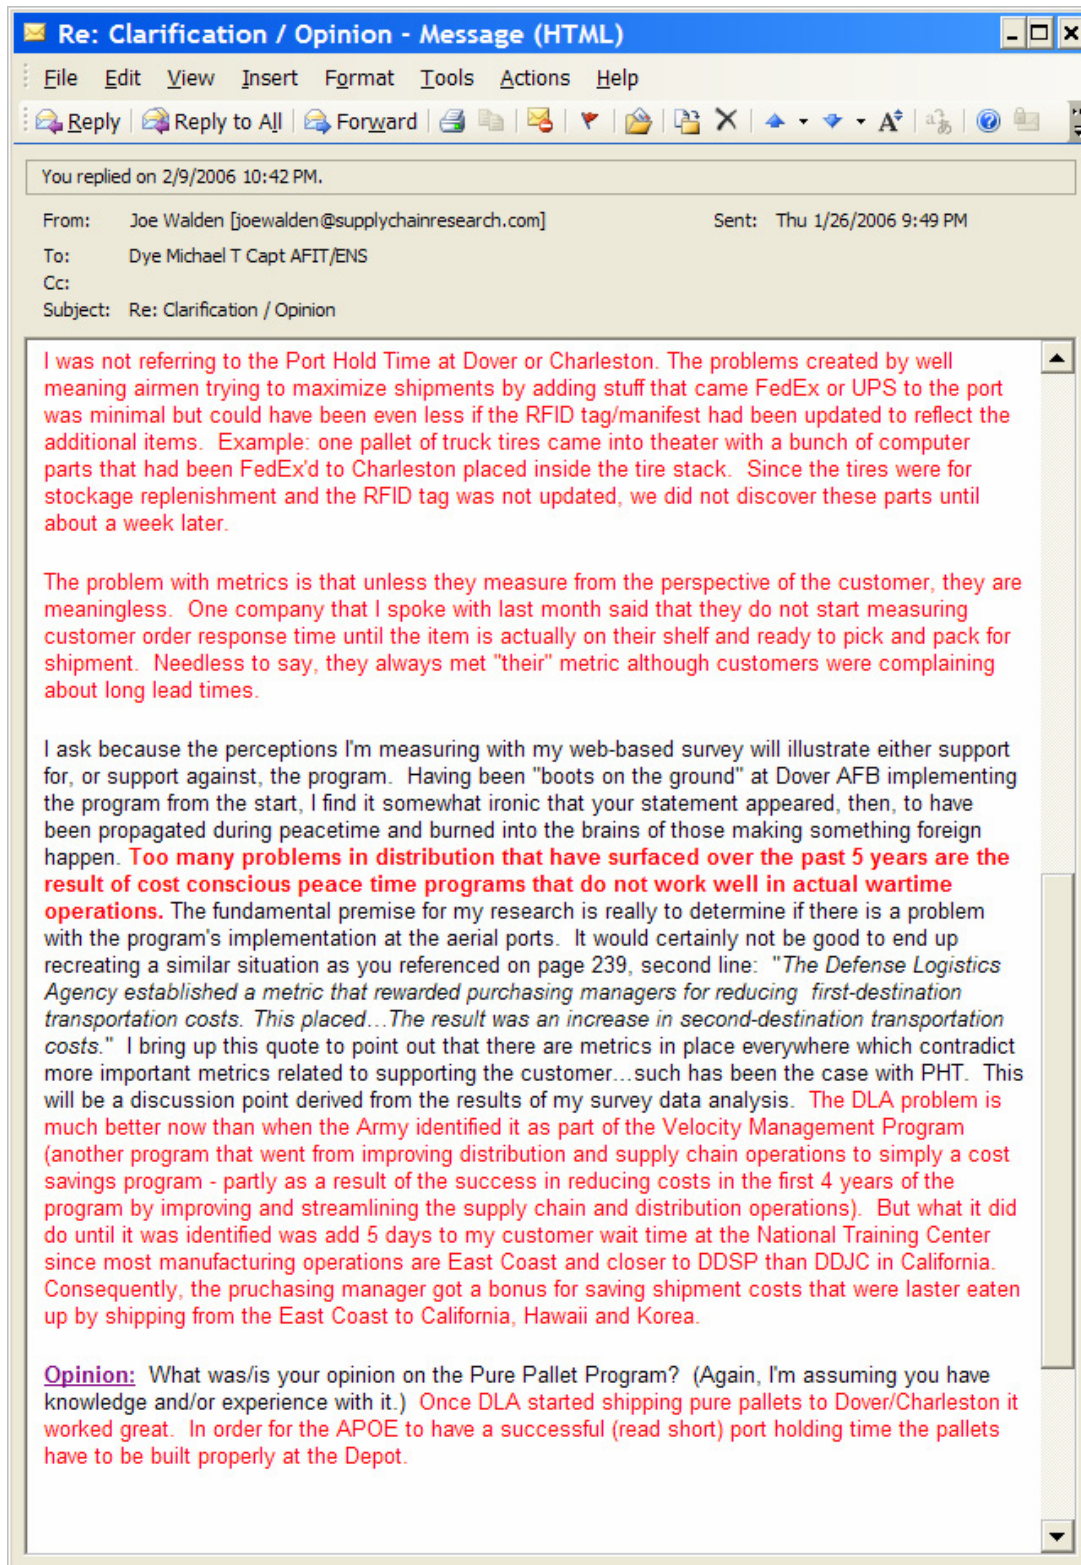 Re: Clarification / Opinion - Message (HTML)
File Edit View Insert Format Tools Actions Help
Reply Reply to All Forward
You replied on 2/9/2006 10:42 PM.
From: Joe Walden [joewalden@supplychainresearch.com] Sent: Thu 1/26/2006 9:49 PM
To: Dye Michael T Capt AFIT/ENS
Cc:
Subject: Re: Clarification / Opinion
I was not referring to the Port Hold Time at Dover or Charleston. The problems created by well
meaning airmen trying to maximize shipments by adding stuff that came FedEx or UPS to the port
was minimal but could have been even less if the RFID tag/manifest had been updated to reflect the
additional items. Example: one pallet of truck tires came into theater with a bunch of computer
parts that had been FedEx'd to Charleston placed inside the tire stack. Since the tires were for
stockage replenishment and the RFID tag was not updated, we did not discover these parts until
about a week later.
The problem with metrics is that unless they measure from the perspective of the customer, they are
meaningless. One company that I spoke with last month said that they do not start measuring
customer order response time until the item is actually on their shelf and ready to pick and pack for
shipment. Needless to say, they always met "their" metric although customers were complaining
about long lead times.
I ask because the perceptions I'm measuring with my web-based survey will illustrate either support
for, or support against, the program. Having been "boots on the ground" at Dover AFB implementing
the program from the start, I find it somewhat ironic that your statement appeared, then, to have
been propagated during peacetime and burned into the brains of those making something foreign
happen. Too many problems in distribution that have surfaced over the past 5 years are the
result of cost conscious peace time programs that do not work well in actual wartime
operations. The fundamental premise for my research is really to determine if there is a problem
with the program's implementation at the aerial ports. It would certainly not be good to end up
recreating a similar situation as you referenced on page 239, second line: "The Defense Logistics
Agency established a metric that rewarded purchasing managers for reducing first-destination
transportation costs. This placed...The result was an increase in second-destination transportation
costs." I bring up this quote to point out that there are metrics in place everywhere which contradict
more important metrics related to supporting the customer...such has been the case with PHT. This
will be a discussion point derived from the results of my survey data analysis. The DLA problem is
much better now than when the Army identified it as part of the Velocity Management Program
(another program that went from improving distribution and supply chain operations to simply a cost
savings program - partly as a result of the success in reducing costs in the first 4 years of the
program by improving and streamlining the supply chain and distribution operations). But what it did
do until it was identified was add 5 days to my customer wait time at the National Training Center
since most manufacturing operations are East Coast and closer to DDSP than DDJC in California.
Consequently, the pruchasing manager got a bonus for saving shipment costs that were laster eaten
up by shipping from the East Coast to California, Hawaii and Korea.
Opinion: What was/is your opinion on the Pure Pallet Program? (Again, I'm assuming you have
knowledge and/or experience with it.) Once DLA started shipping pure pallets to Dover/Charleston it
worked great. In order for the APOE to have a successful (read short) port holding time the pallets
have to be built properly at the Depot.